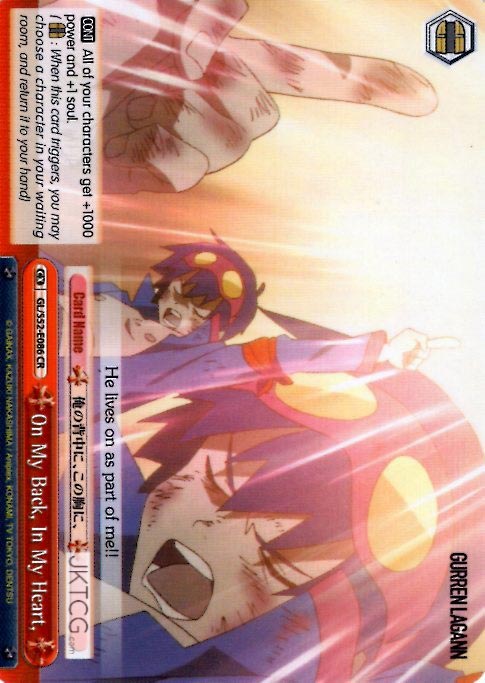 GURREN LAGANN
He lives on as part of me!!
CONT All of your characters get +1000
power and +1 soul.
( : When this card triggers, you may
choose a character in your waiting
room, and return it to your hand)
Card Name
俺の背中に、この胸に、
JKTCG.com
GL/S52-E086 CR
On My Back, In My Heart,
© GAINAX, KAZUKI NAKASHIMA / Aniplex, KONAMI, TV TOKYO, DENTSU